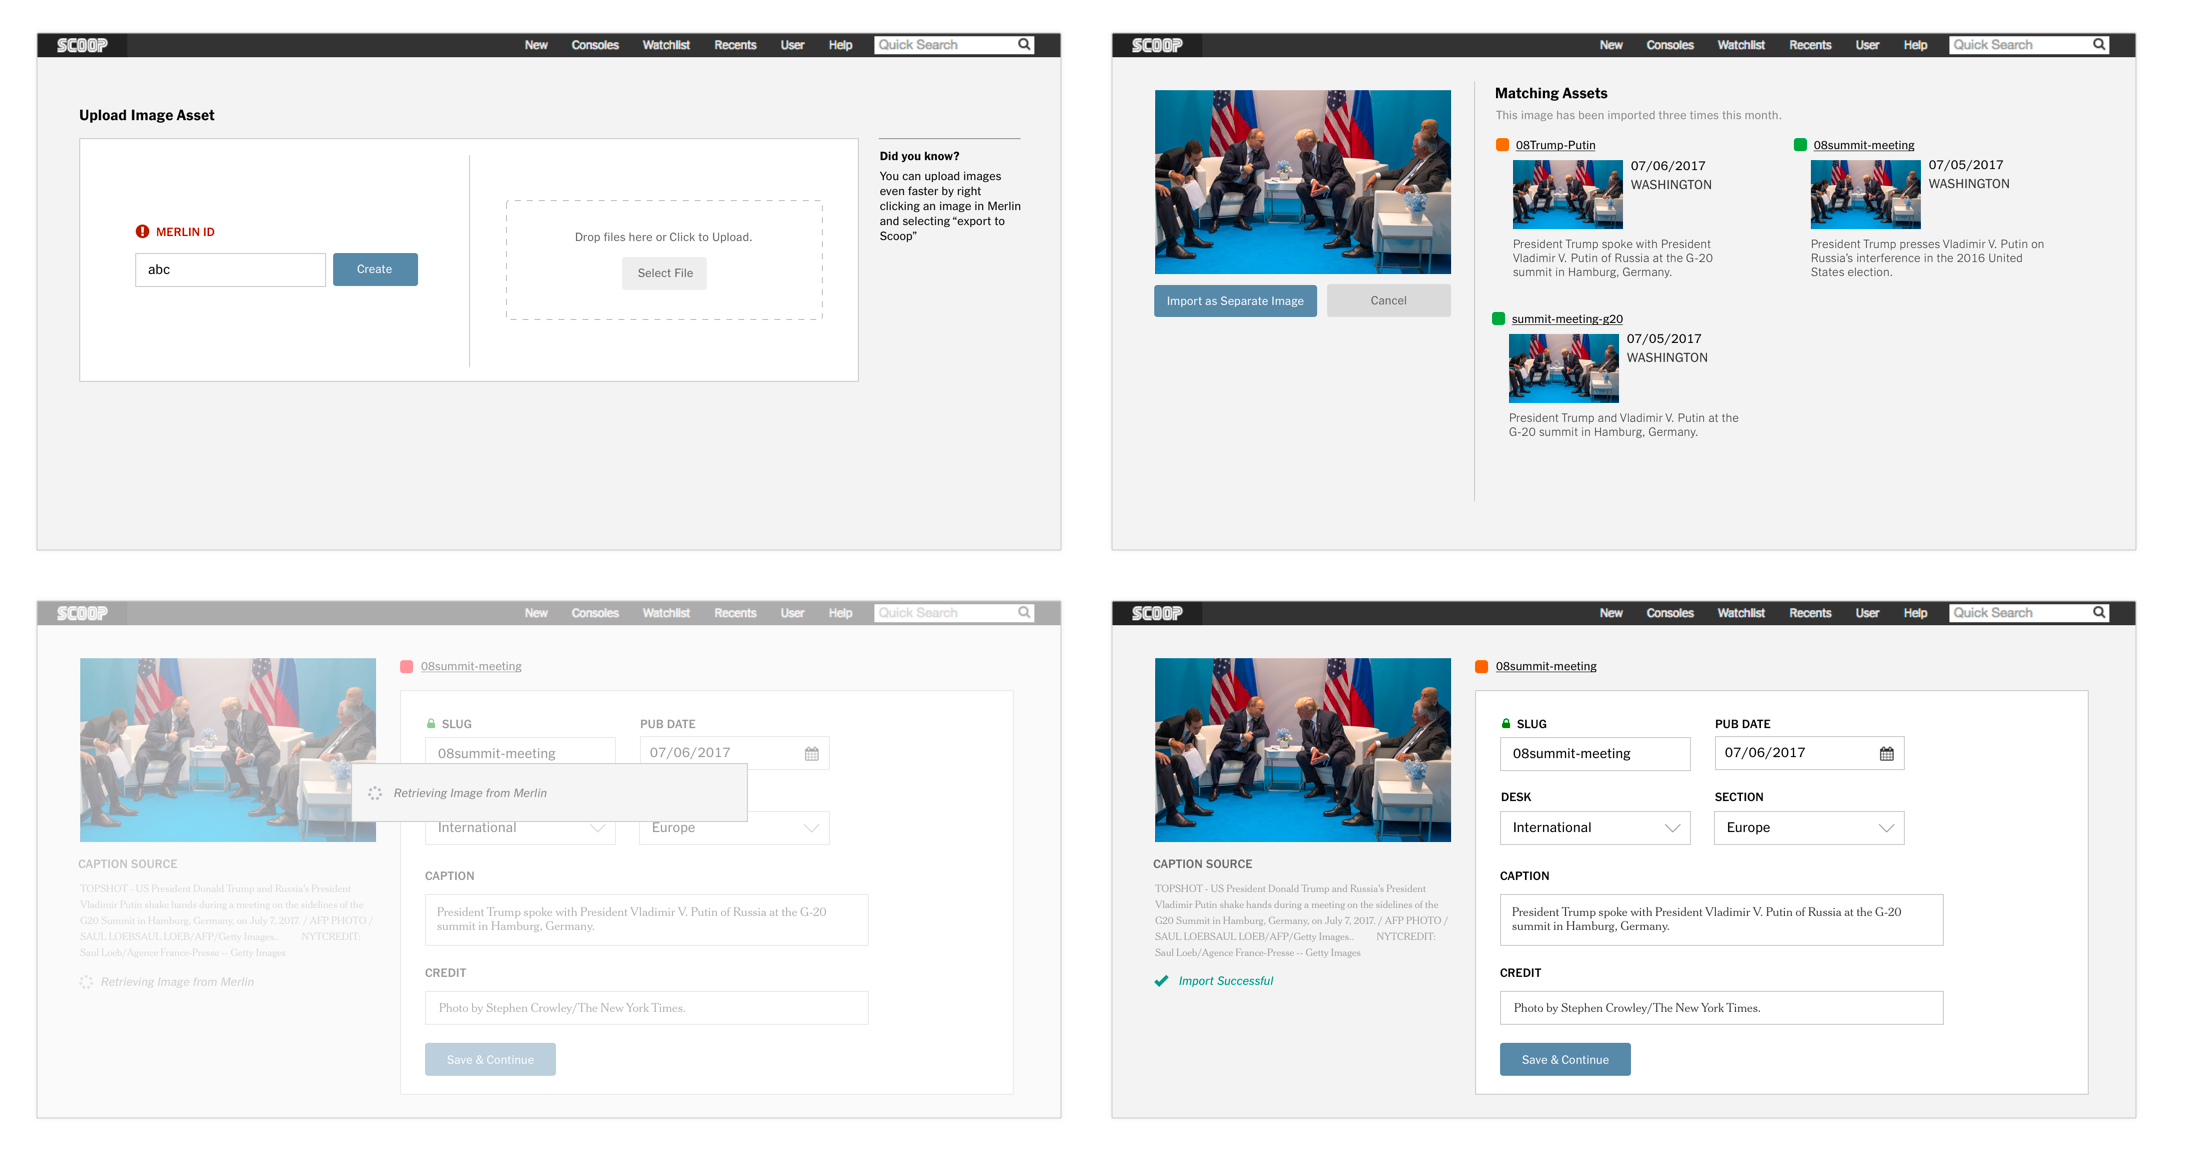 SCOOP
New Consoles Watchlist Recents User Help Quick Search
Upload Image Asset
MERLIN ID
abc
Create
Drop files here or Click to Upload.
Select File
Did you know?
You can upload images
even faster by right
clicking an image in Merlin
and selecting “export to
Scoop”
SCOOP
New Consoles Watchlist Recents User Help Quick Search
Import as Separate Image
Cancel
Matching Assets
This image has been imported three times this month.
08Trump-Putin
07/06/2017
WASHINGTON
President Trump spoke with President
Vladimir V. Putin of Russia at the G-20
summit in Hamburg, Germany.
08summit-meeting
07/05/2017
WASHINGTON
President Trump presses Vladimir V. Putin on
Russia’s interference in the 2016 United
States election.
summit-meeting-g20
07/05/2017
WASHINGTON
President Trump and Vladimir V. Putin at the
G-20 summit in Hamburg, Germany.
SCOOP
New Consoles Watchlist Recents User Help Quick Search
CAPTION SOURCE
TOPSHOT - US President Donald Trump and Russia's President
Vladimir Putin shake hands during a meeting on the sidelines of the
G20 Summit in Hamburg, Germany, on July 7, 2017. / AFP PHOTO /
SAUL LOEBSAUL LOEB/AFP/Getty Images.. NYTCREDIT:
Saul Loeb/Agence France-Presse -- Getty Images
Retrieving Image from Merlin
08summit-meeting
SLUG
08summit-meeting
PUB DATE
07/06/2017
Retrieving Image from Merlin
International
Europe
CAPTION
President Trump spoke with President Vladimir V. Putin of Russia at the G-20
summit in Hamburg, Germany.
CREDIT
Photo by Stephen Crowley/The New York Times.
Save & Continue
SCOOP
New Consoles Watchlist Recents User Help Quick Search
CAPTION SOURCE
TOPSHOT - US President Donald Trump and Russia's President
Vladimir Putin shake hands during a meeting on the sidelines of the
G20 Summit in Hamburg, Germany, on July 7, 2017. / AFP PHOTO /
SAUL LOEBSAUL LOEB/AFP/Getty Images.. NYTCREDIT:
Saul Loeb/Agence France-Presse -- Getty Images
Import Successful
08summit-meeting
SLUG
08summit-meeting
PUB DATE
07/06/2017
DESK
International
SECTION
Europe
CAPTION
President Trump spoke with President Vladimir V. Putin of Russia at the G-20
summit in Hamburg, Germany.
CREDIT
Photo by Stephen Crowley/The New York Times.
Save & Continue